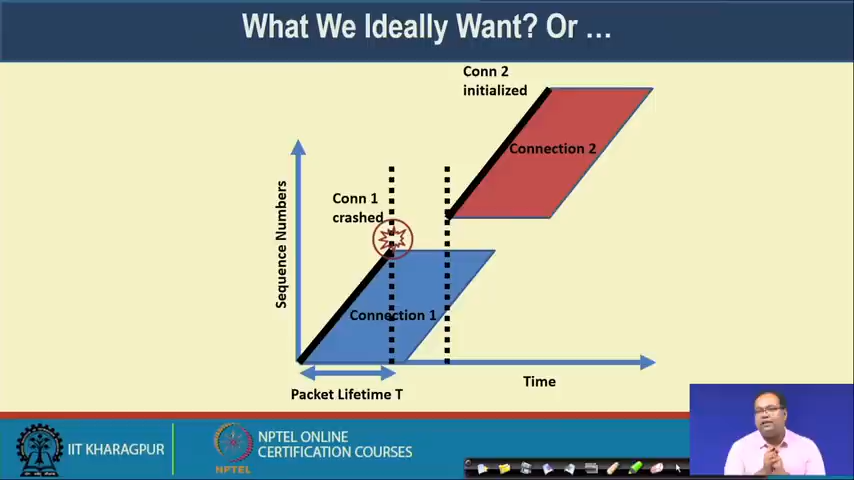 What We Ideally Want? Or …
Conn 2
initialized
Connection 2
Conn 1
crashed
Sequence Numbers
Connection 1
Packet Lifetime T
Time
IIT KHARAGPUR
NPTEL
NPTEL ONLINE
CERTIFICATION COURSES